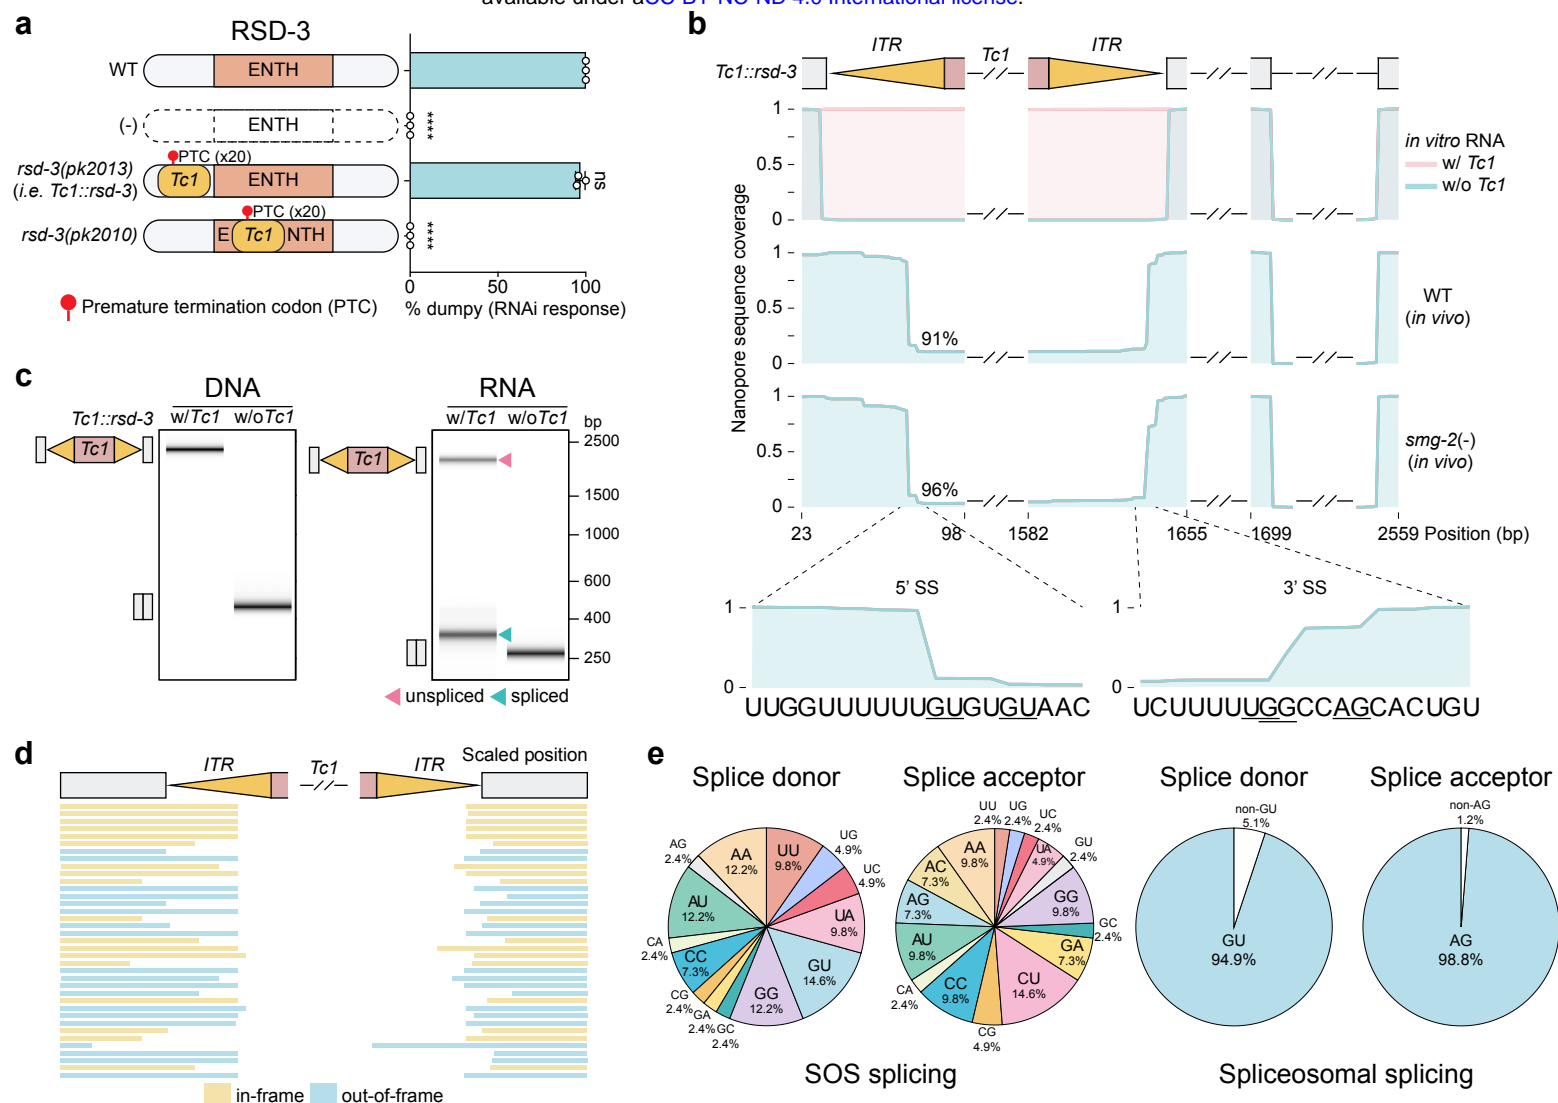 available under aCC-BY-NC-ND 4.0 International license.
a
RSD-3
WT
ENTH
(-)
ENTH
****
rsd-3(pk2013)
(i.e. Tc1::rsd-3)
PTC (x20)
Tc1
ENTH
ns
rsd-3(pk2010)
PTC (x20)
E
Tc1
NTH
****
0
50
100
% dumpy (RNAi response)
Premature termination codon (PTC)
b
Tc1::rsd-3
ITR
Tc1
ITR
Nanopore sequence coverage
1
0.5
0
in vitro RNA
w/ Tc1
w/o Tc1
1
0.5
0
91%
WT
(in vivo)
1
0.5
0
96%
smg-2(-)
(in vivo)
23
98
1582
1655
1699
2559
Position (bp)
5' SS
1
0
UUGGUUUUUUGUGUGUAAC
3' SS
1
0
UCUUUUUGGCCAGCACUGU
c
DNA
Tc1::rsd-3
w/Tc1
w/oTc1
Tc1
RNA
w/Tc1
w/oTc1
bp
Tc1
2500
1500
1000
600
400
250
unspliced
spliced
d
Scaled position
ITR
Tc1
ITR
in-frame
out-of-frame
e
Splice donor
UU
9.8%
UG
4.9%
UC
4.9%
UA
9.8%
GU
14.6%
GG
12.2%
GC
2.4%
GA
2.4%
CG
2.4%
CC
7.3%
CA
2.4%
AU
12.2%
AG
2.4%
AA
12.2%
Splice acceptor
UU
2.4%
UG
2.4%
UC
2.4%
UA
4.9%
GU
2.4%
GG
9.8%
GC
2.4%
GA
7.3%
CU
14.6%
CG
4.9%
CC
9.8%
CA
2.4%
AU
9.8%
AG
7.3%
AC
7.3%
AA
9.8%
SOS splicing
Splice donor
non-GU
5.1%
GU
94.9%
Splice acceptor
non-AG
1.2%
AG
98.8%
Spliceosomal splicing